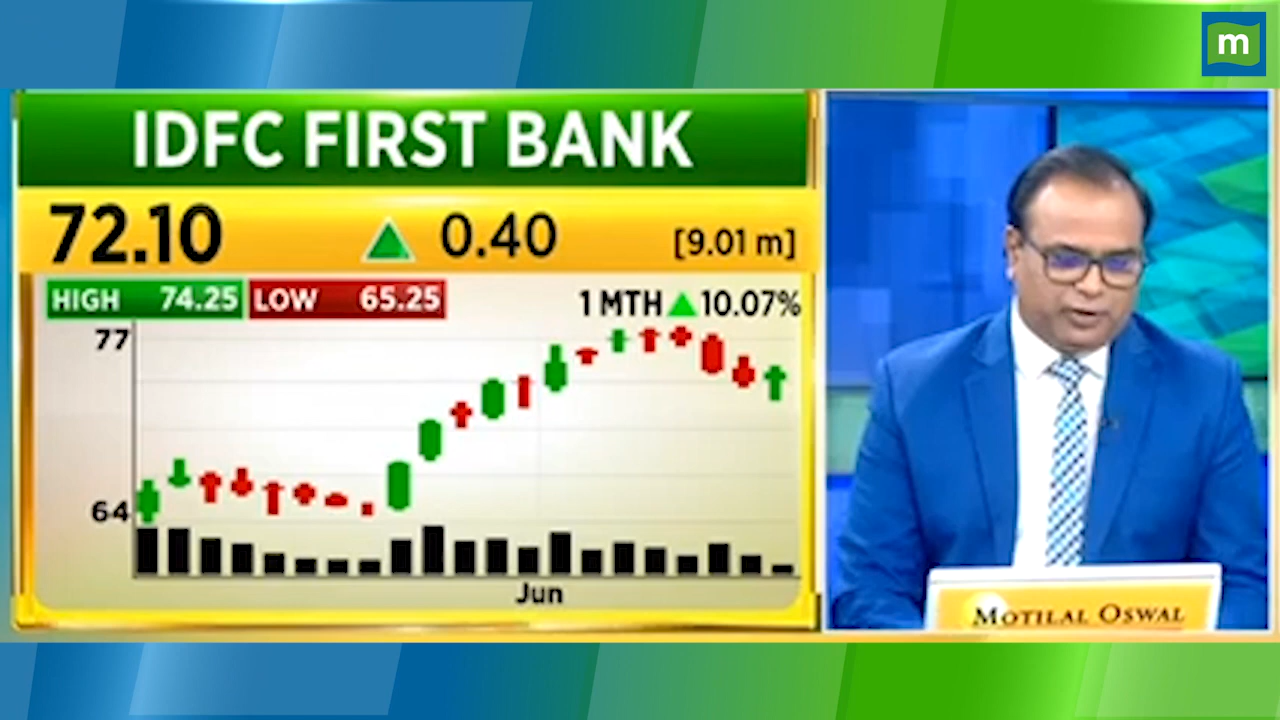 m
IDFC FIRST BANK
72.10 ▲ 0.40 [9.01 m]
HIGH 74.25 LOW 65.25 1 MTH ▲ 10.07%
77
64
Jun
MOTILAL OSWAL